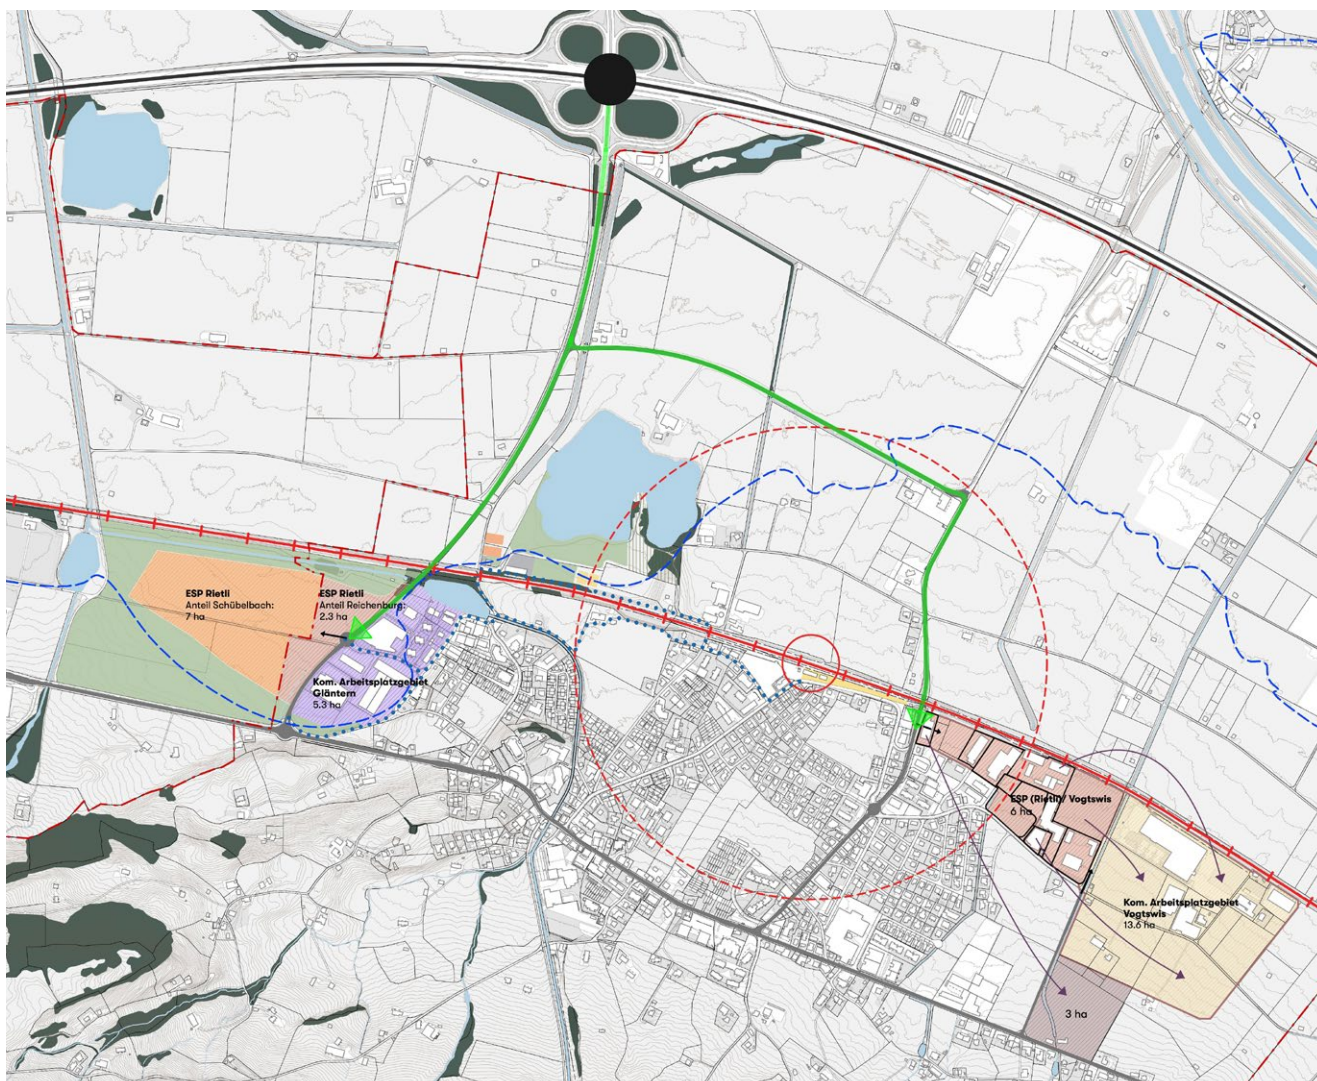 ESP Rietli
Anteil Schübelbach:
7 ha
ESP Rietli
Anteil Reichenburg:
2.3 ha
Kom. Arbeitsplatzgebiet
Gläntern
5.3 ha
ESP (Rietli)/ Vogtswis
6 ha
Kom. Arbeitsplatzgebiet
Vogtswis
13.6 ha
3 ha